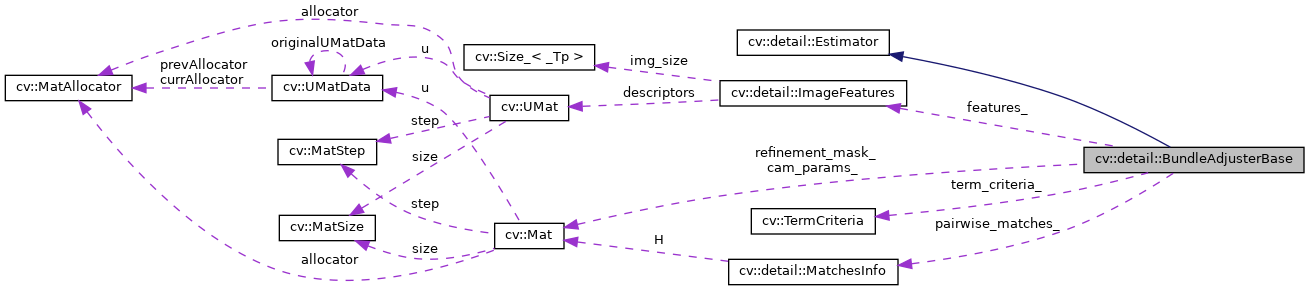 allocator
originalUMatData
u
cv::Size_< _Tp >
cv::detail::Estimator
img_size
prevAllocator
currAllocator
cv::MatAllocator
cv::UMatData
u
descriptors
cv::detail::ImageFeatures
cv::UMat
features_
step
cv::MatStep
size
refinement_mask_
cam_params_
cv::detail::BundleAdjusterBase
term_criteria_
step
cv::MatSize
cv::TermCriteria
pairwise_matches_
cv::Mat
H
size
allocator
cv::detail::MatchesInfo